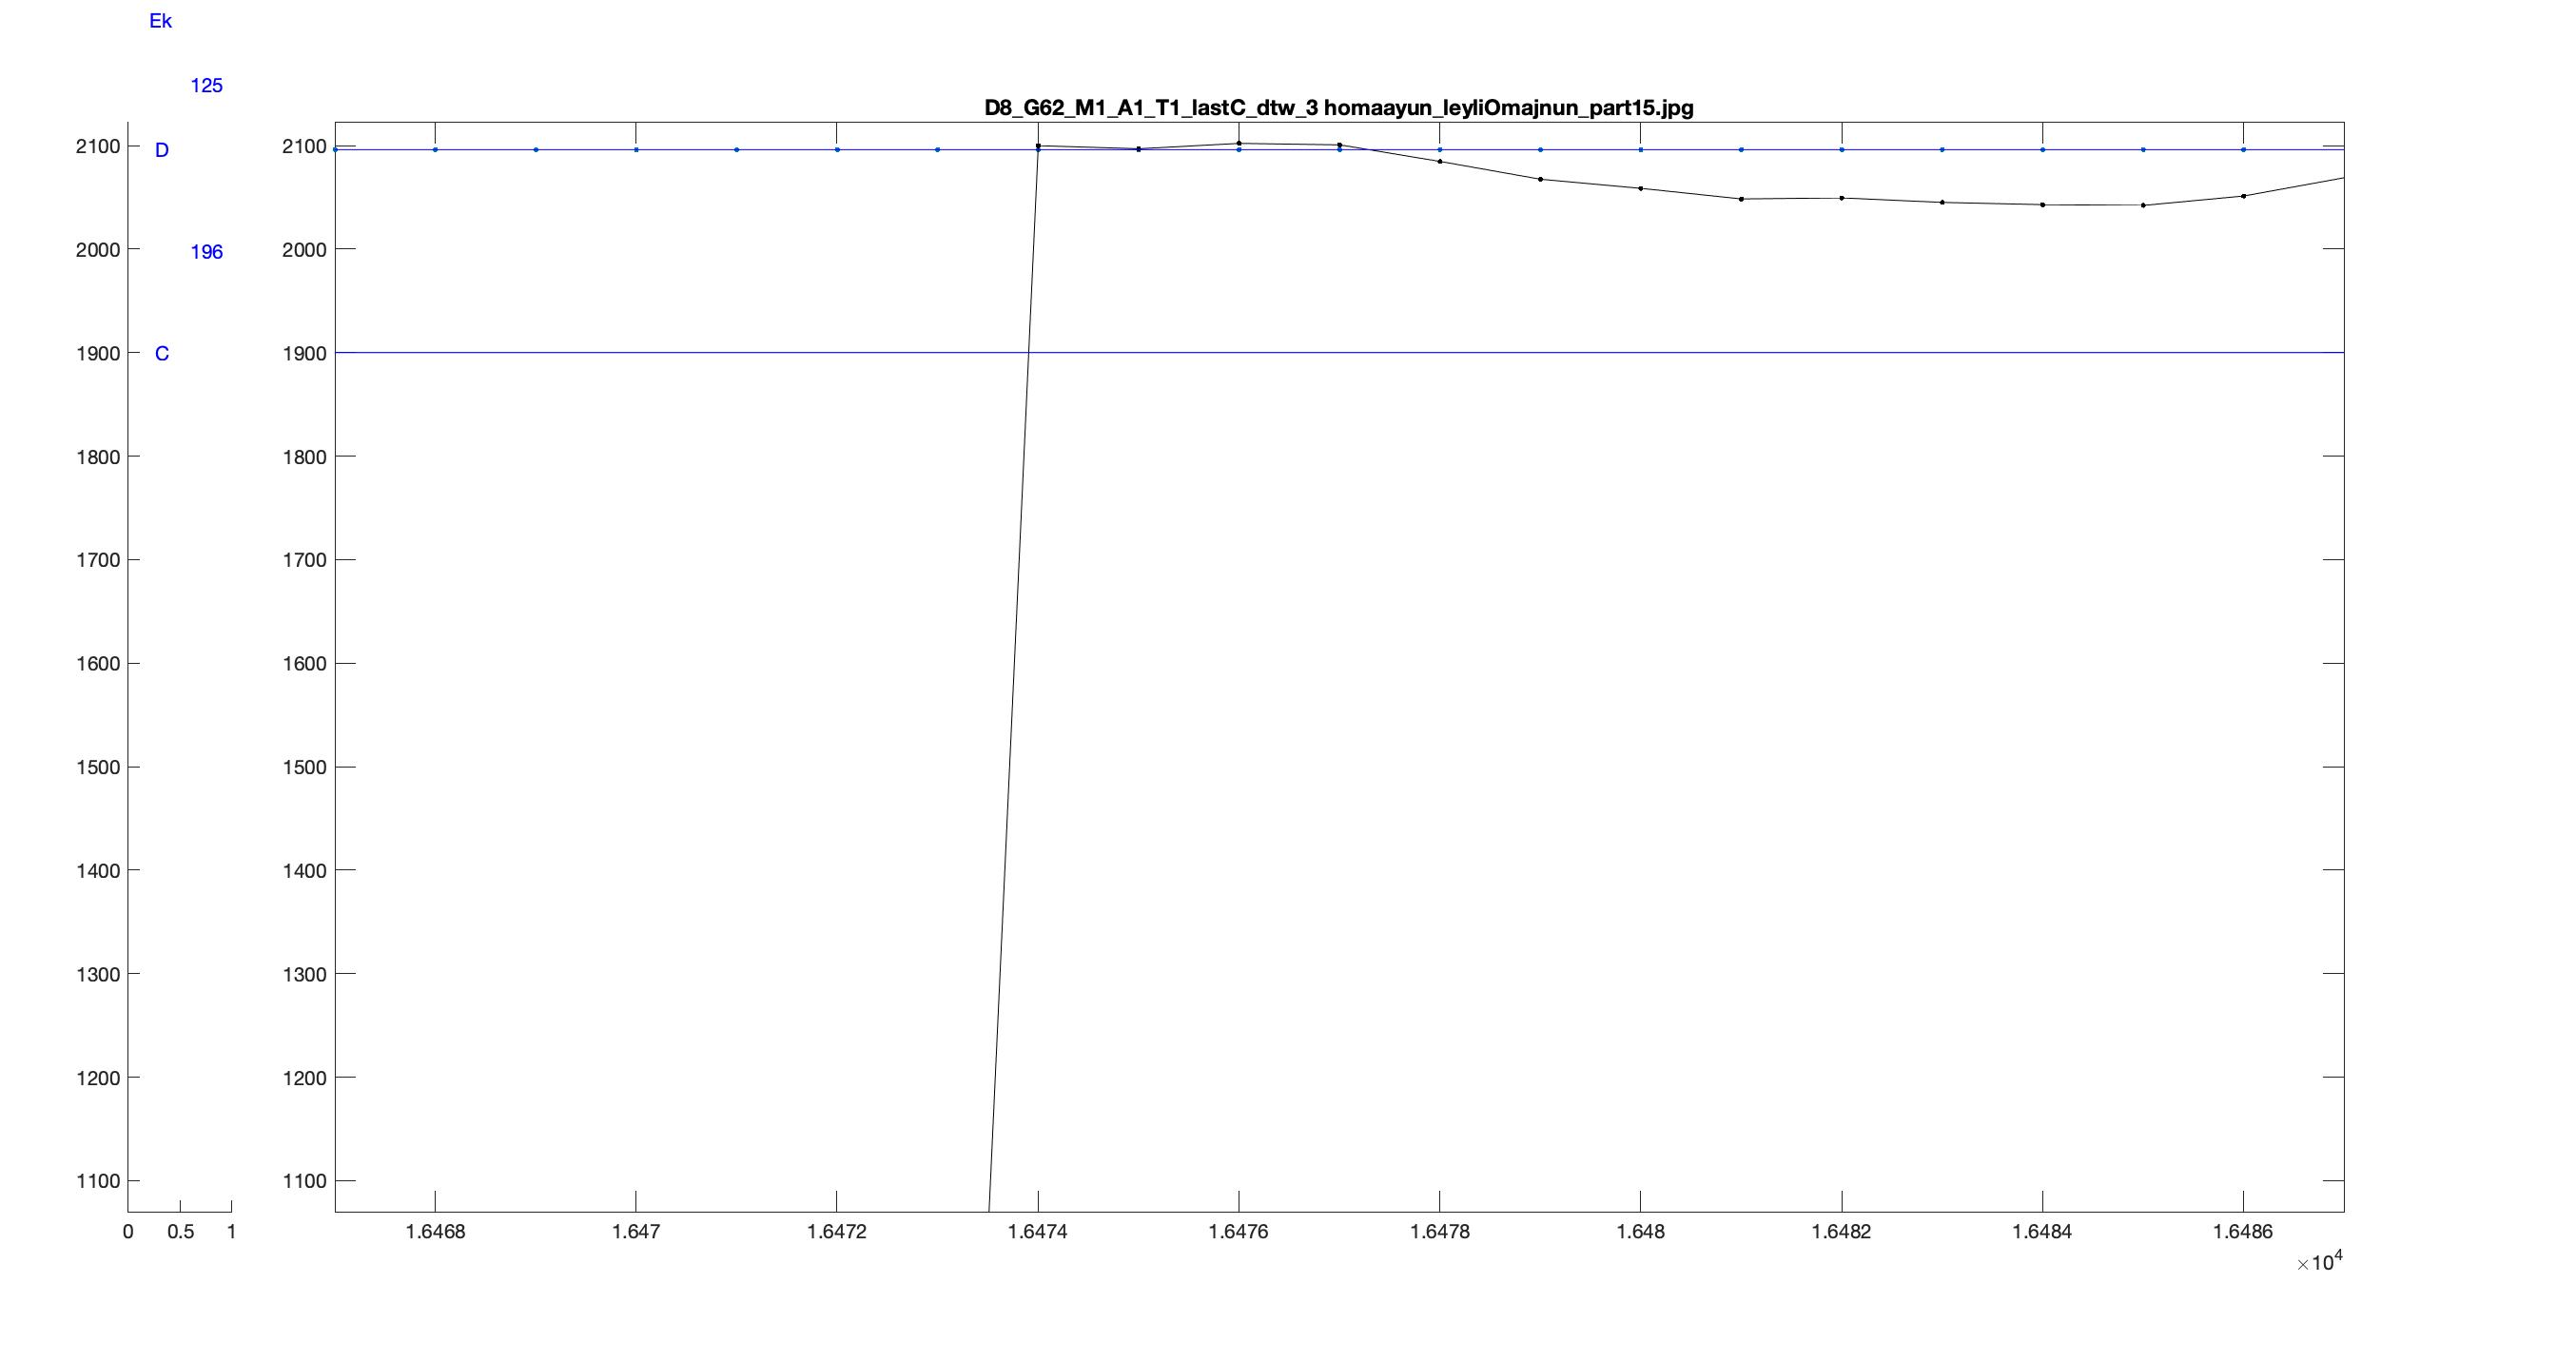 Ek
125
D8_G62_M1_A1_T1_lastC_dtw_3 homaayun_leyliOmajnun_part15.jpg
2100 D 2100
2000 196 2000
1900 C 1900
1800 1800
1700 1700
1600 1600
1500 1500
1400 1400
1300 1300
1200 1200
1100 1100
0 0.5 1 1.6468 1.647 1.6472 1.6474 1.6476 1.6478 1.648 1.6482 1.6484 1.6486
×10⁴